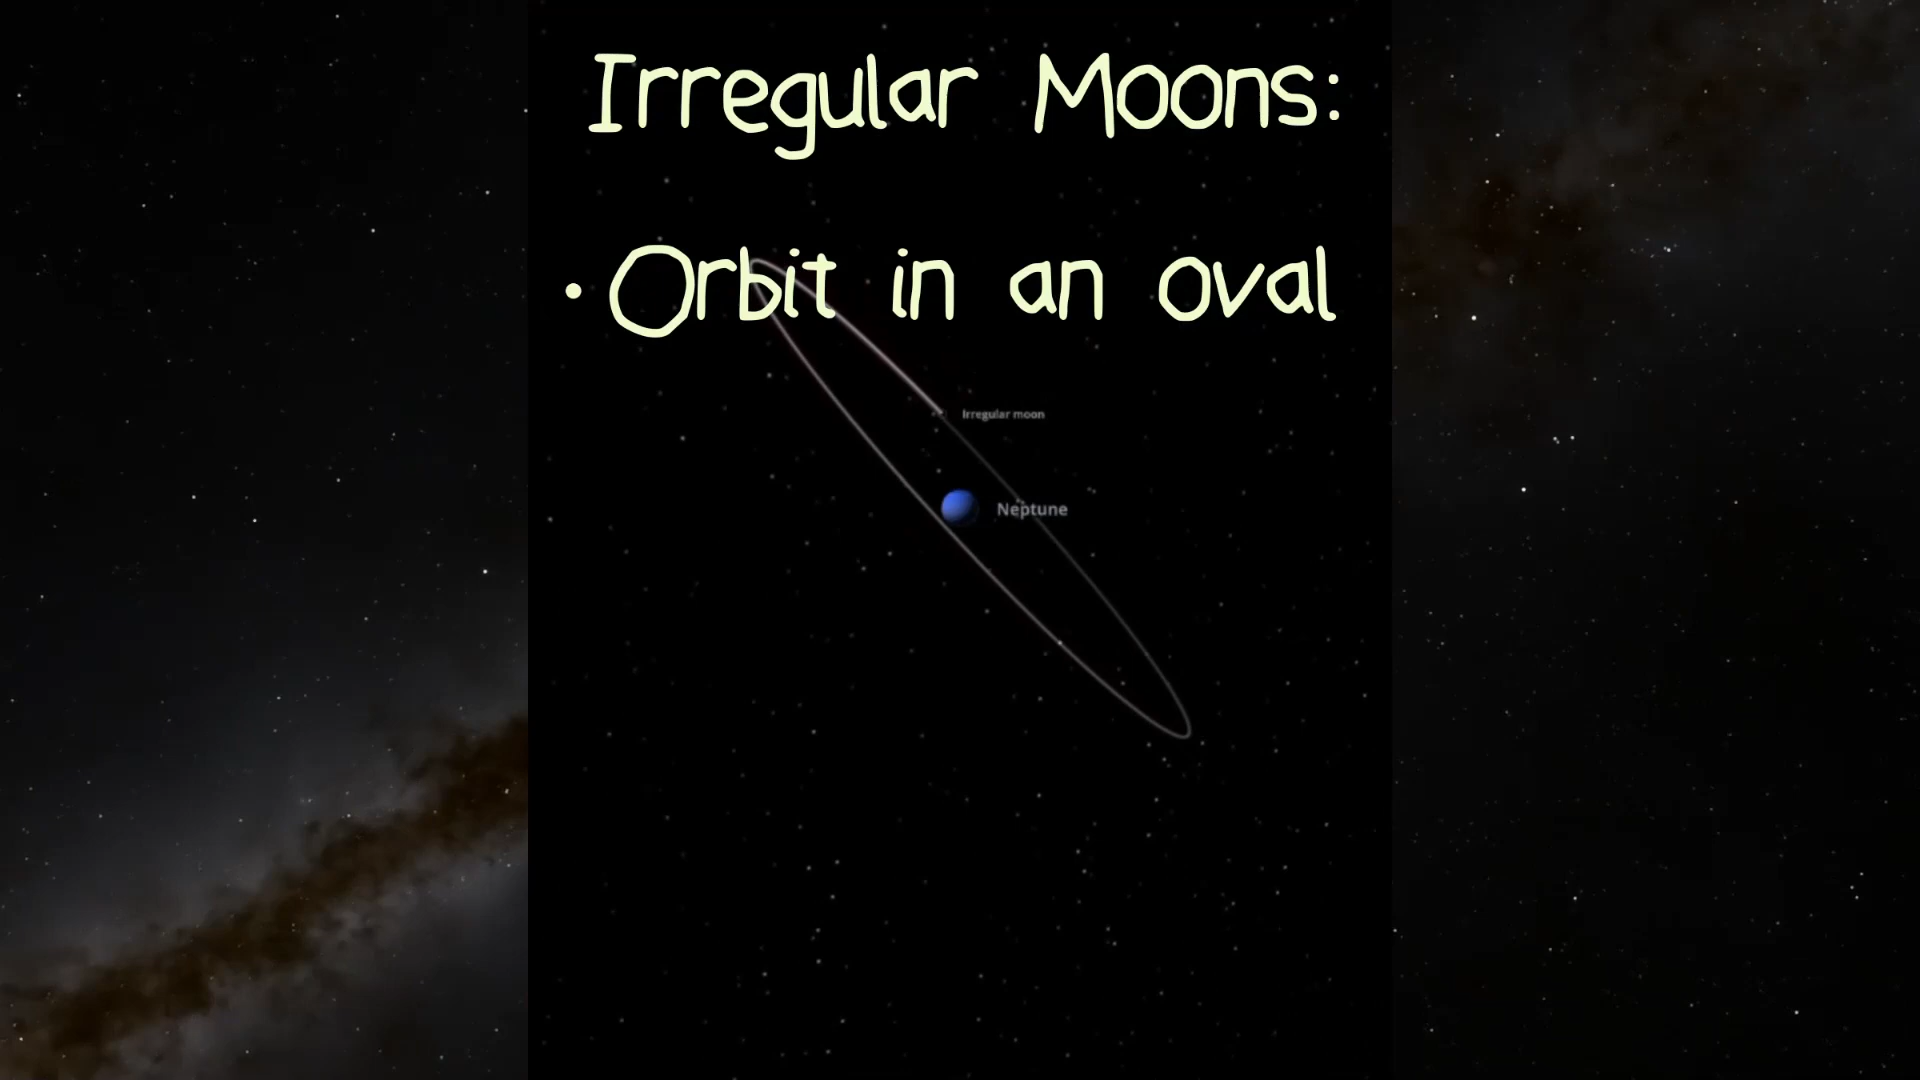 Irregular Moons:
• Orbit in an oval
Irregular moon
Neptune